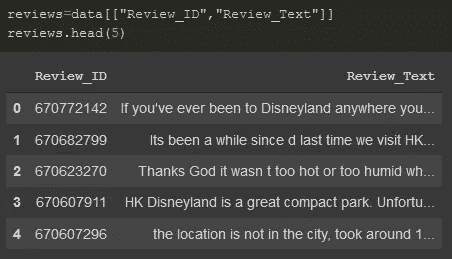 reviews=data[["Review_ID","Review_Text"]]
reviews.head(5)
Review_ID Review_Text
0 670772142 If you've ever been to Disneyland anywhere you...
1 670682799 Its been a while since d last time we visit HK...
2 670623270 Thanks God it wasn t too hot or too humid wh...
3 670607911 HK Disneyland is a great compact park. Unfortu...
4 670607296 the location is not in the city, took around 1...